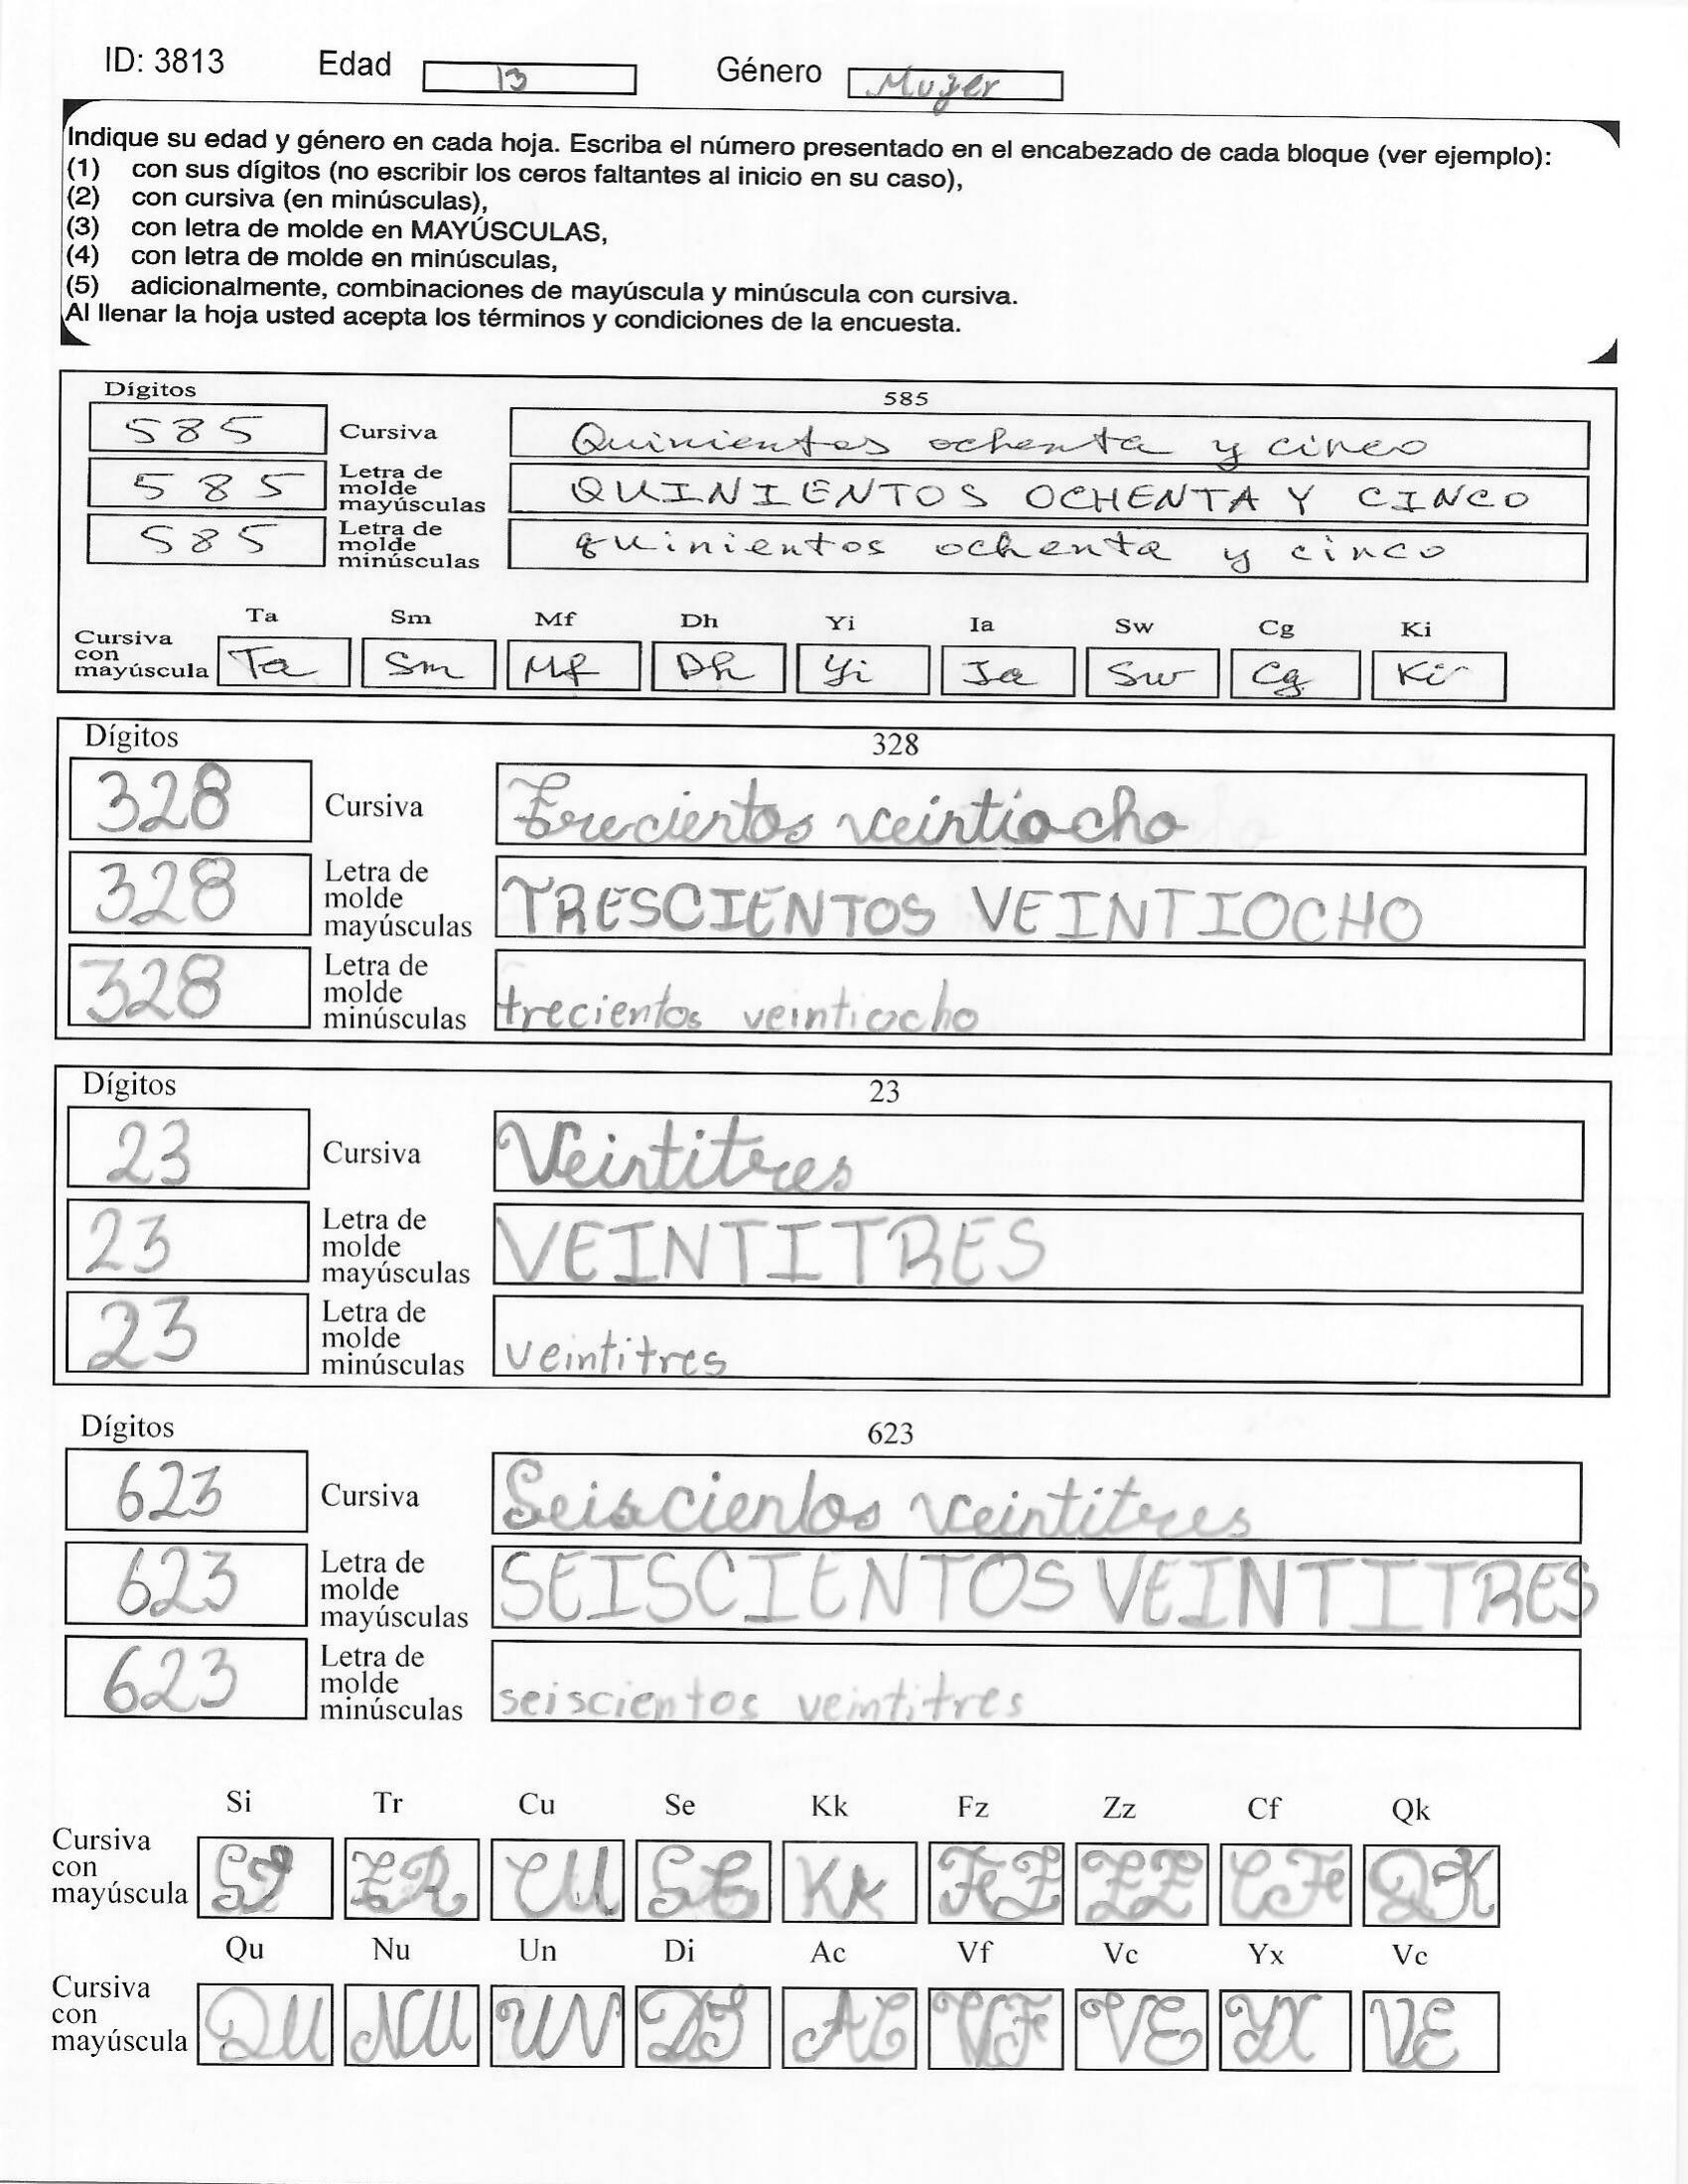 ID: 3813 Edad 13 Género Mujer
Indique su edad y género en cada hoja. Escriba el número presentado en el encabezado de cada bloque (ver ejemplo):
(1) con sus dígitos (no escribir los ceros faltantes al inicio en su caso),
(2) con cursiva (en minúsculas),
(3) con letra de molde en MAYÚSCULAS,
(4) con letra de molde en minúsculas,
(5) adicionalmente, combinaciones de mayúscula y minúscula con cursiva.
Al llenar la hoja usted acepta los términos y condiciones de la encuesta.
Dígitos 585
585 Cursiva Quinientos ochenta y cinco
585 Letra de molde mayúsculas QUINIENTOS OCHENTA Y CINCO
585 Letra de molde minúsculas quinientos ochenta y cinco
Ta Sm Mf Dh Yi Ia Sw Cg Ki
Cursiva con mayúscula Ta Sm Mf Dh Yi Ia Sw Cg Ki
Dígitos 328
328 Cursiva Trecientos veintiocho
328 Letra de molde mayúsculas TRESCIENTOS VEINTIOCHO
328 Letra de molde minúsculas trecientos veintiocho
Dígitos 23
23 Cursiva Veintitres
23 Letra de molde mayúsculas VEINTITRES
23 Letra de molde minúsculas veintitres
Dígitos 623
623 Cursiva Seiscientos veintitres
623 Letra de molde mayúsculas SEISCIENTOS VEINTITRES
623 Letra de molde minúsculas seiscientos veintitres
Si Tr Cu Se Kk Fz Zz Cf Qk
Cursiva con mayúscula SI TR CU SE Kk FZ ZZ CF QK
Qu Nu Un Di Ac Vf Vc Yx Vc
Cursiva con mayúscula QU NU UN DI AC VF VE YX VE